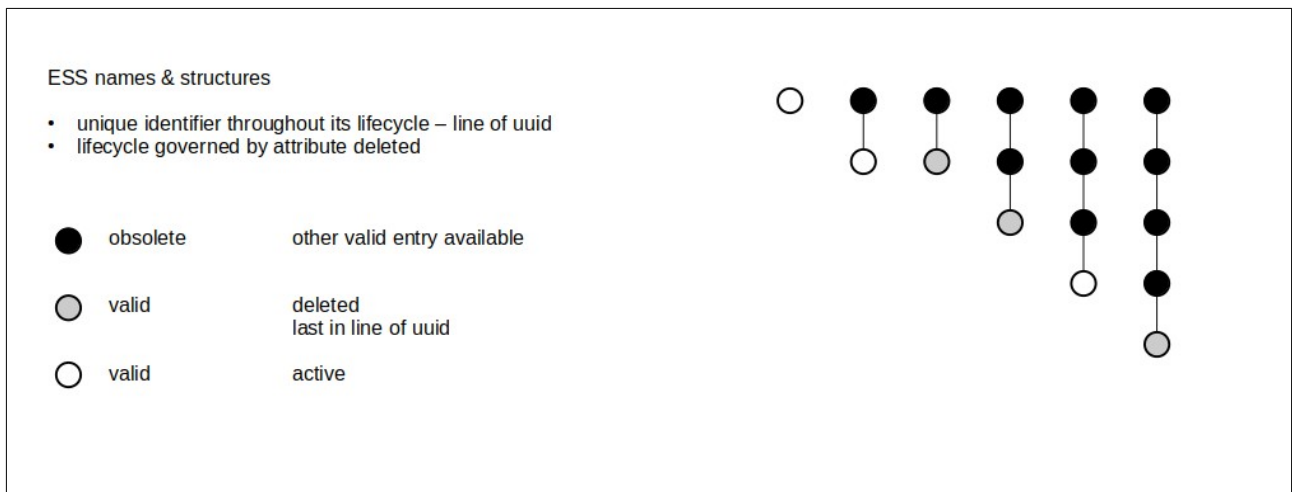 ESS names & structures
• unique identifier throughout its lifecycle – line of uuid
• lifecycle governed by attribute deleted
obsolete other valid entry available
valid deleted
last in line of uuid
valid active